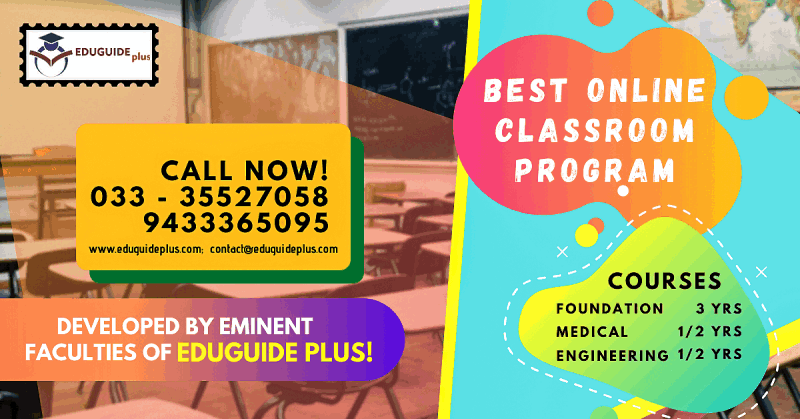 EDUGUIDE plus
CALL NOW!
033 - 35527058
9433365095
www.eduguideplus.com; contact@eduguideplus.com
DEVELOPED BY EMINENT
FACULTIES OF EDUGUIDE PLUS!
BEST ONLINE
CLASSROOM
PROGRAM
COURSES
FOUNDATION 3 YRS
MEDICAL 1/2 YRS
ENGINEERING 1/2 YRS